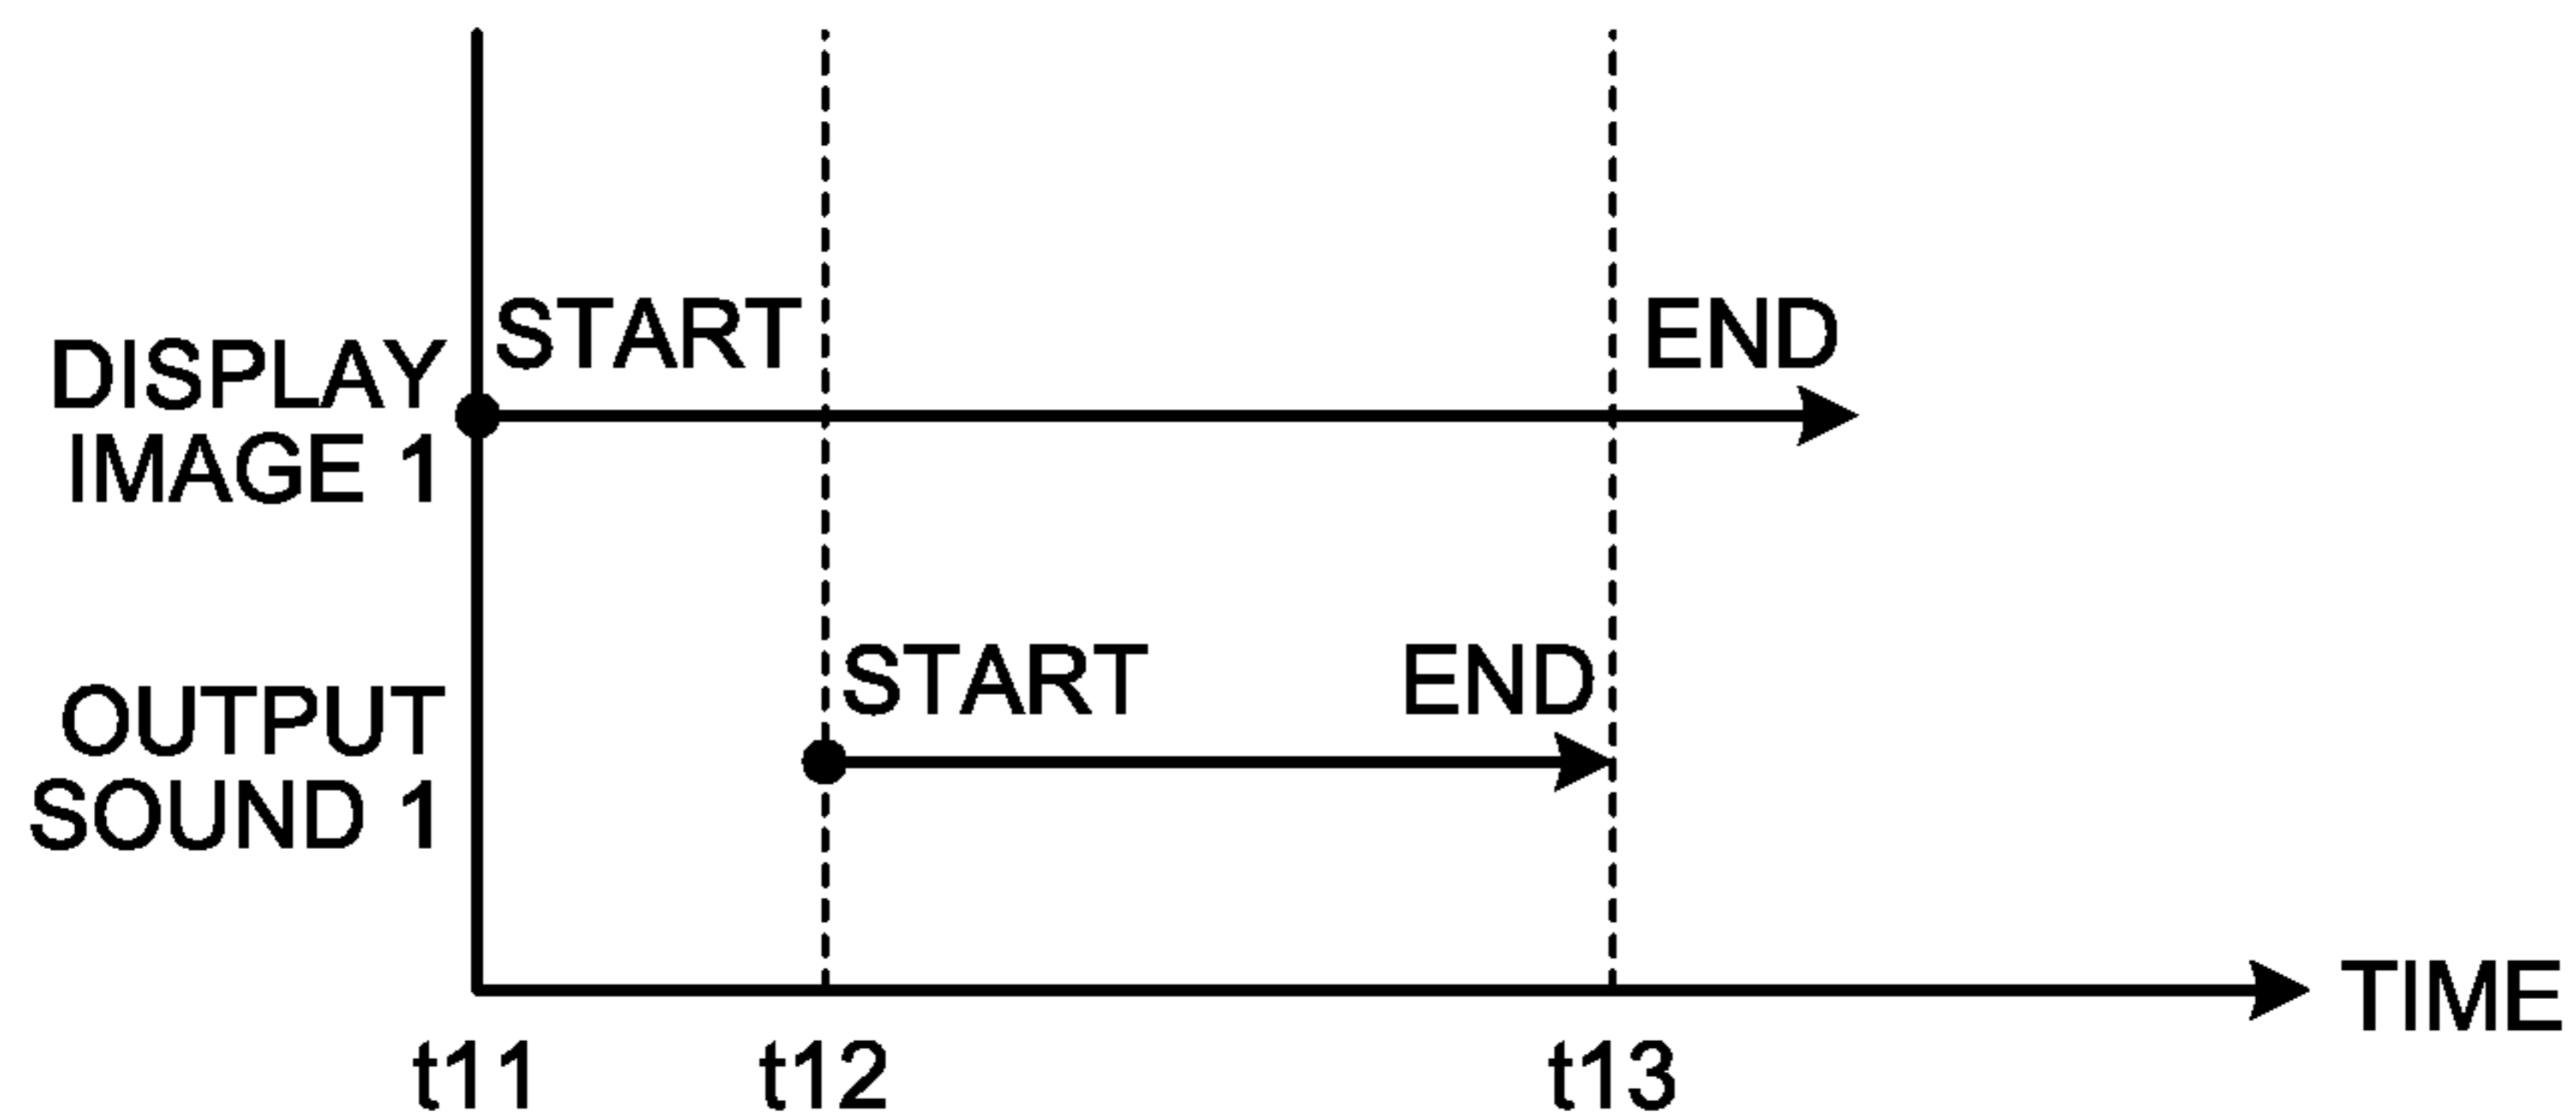 START END
DISPLAY
IMAGE 1
START END
OUTPUT
SOUND 1
TIME
t11 t12 t13